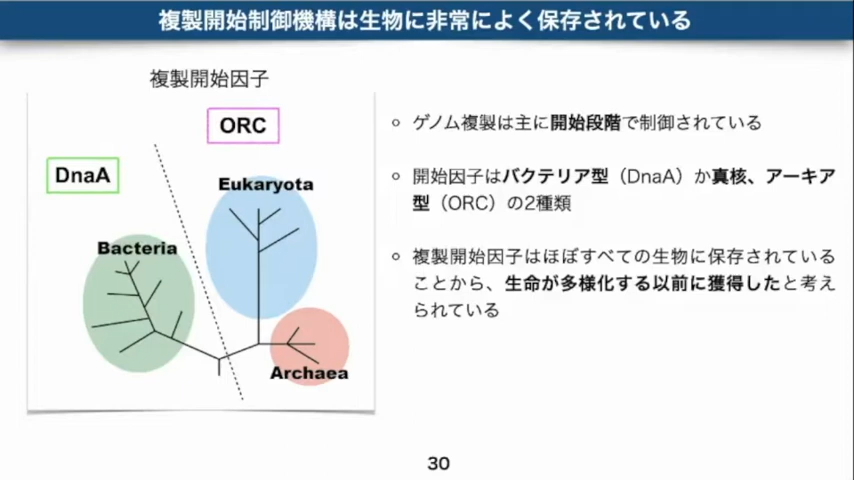 複製開始制御機構は生物に非常によく保存されている
複製開始因子
ORC
DnaA
Eukaryota
Bacteria
Archaea
○ ゲノム複製は主に開始段階で制御されている
○ 開始因子はバクテリア型（DnaA）か真核、アーキア
型（ORC）の2種類
○ 複製開始因子はほぼすべての生物に保存されている
ことから、生命が多様化する以前に獲得したと考え
られている
30